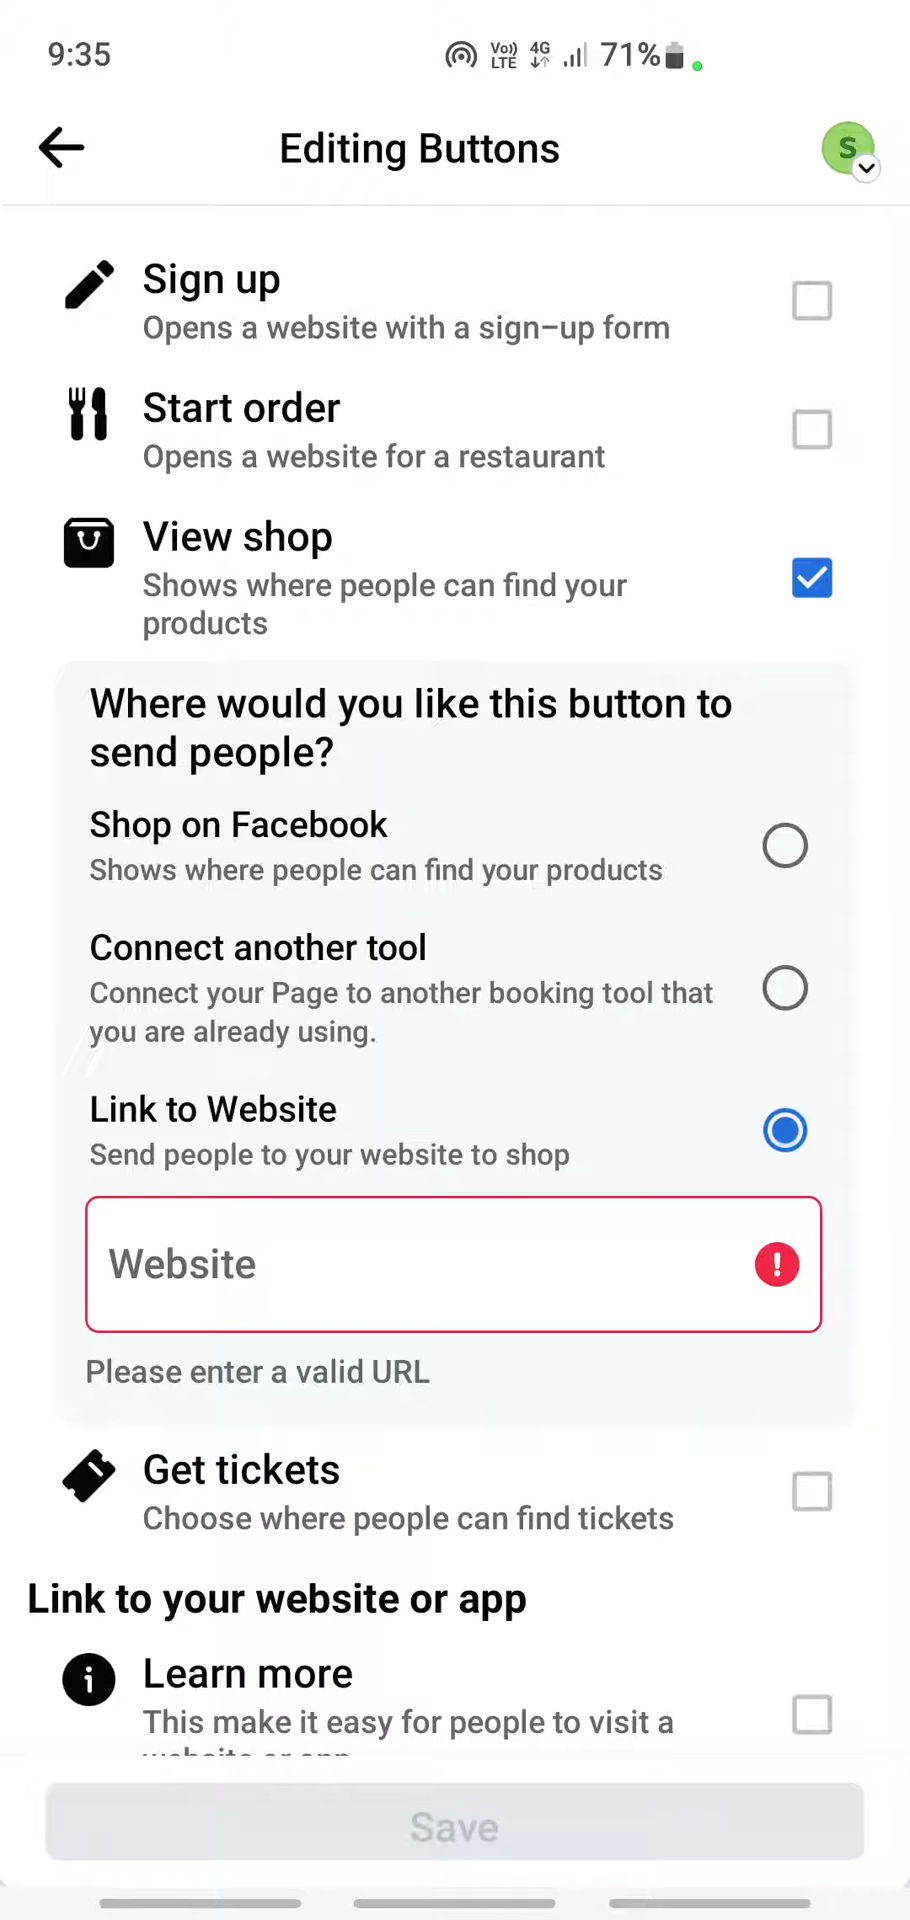 9:35
Vo) LTE 4G 71%
Editing Buttons
S
Sign up
Opens a website with a sign-up form
Start order
Opens a website for a restaurant
View shop
Shows where people can find your
products
Where would you like this button to
send people?
Shop on Facebook
Shows where people can find your products
Connect another tool
Connect your Page to another booking tool that
you are already using.
Link to Website
Send people to your website to shop
Website
Please enter a valid URL
Get tickets
Choose where people can find tickets
Link to your website or app
Learn more
This make it easy for people to visit a
website or app
Save